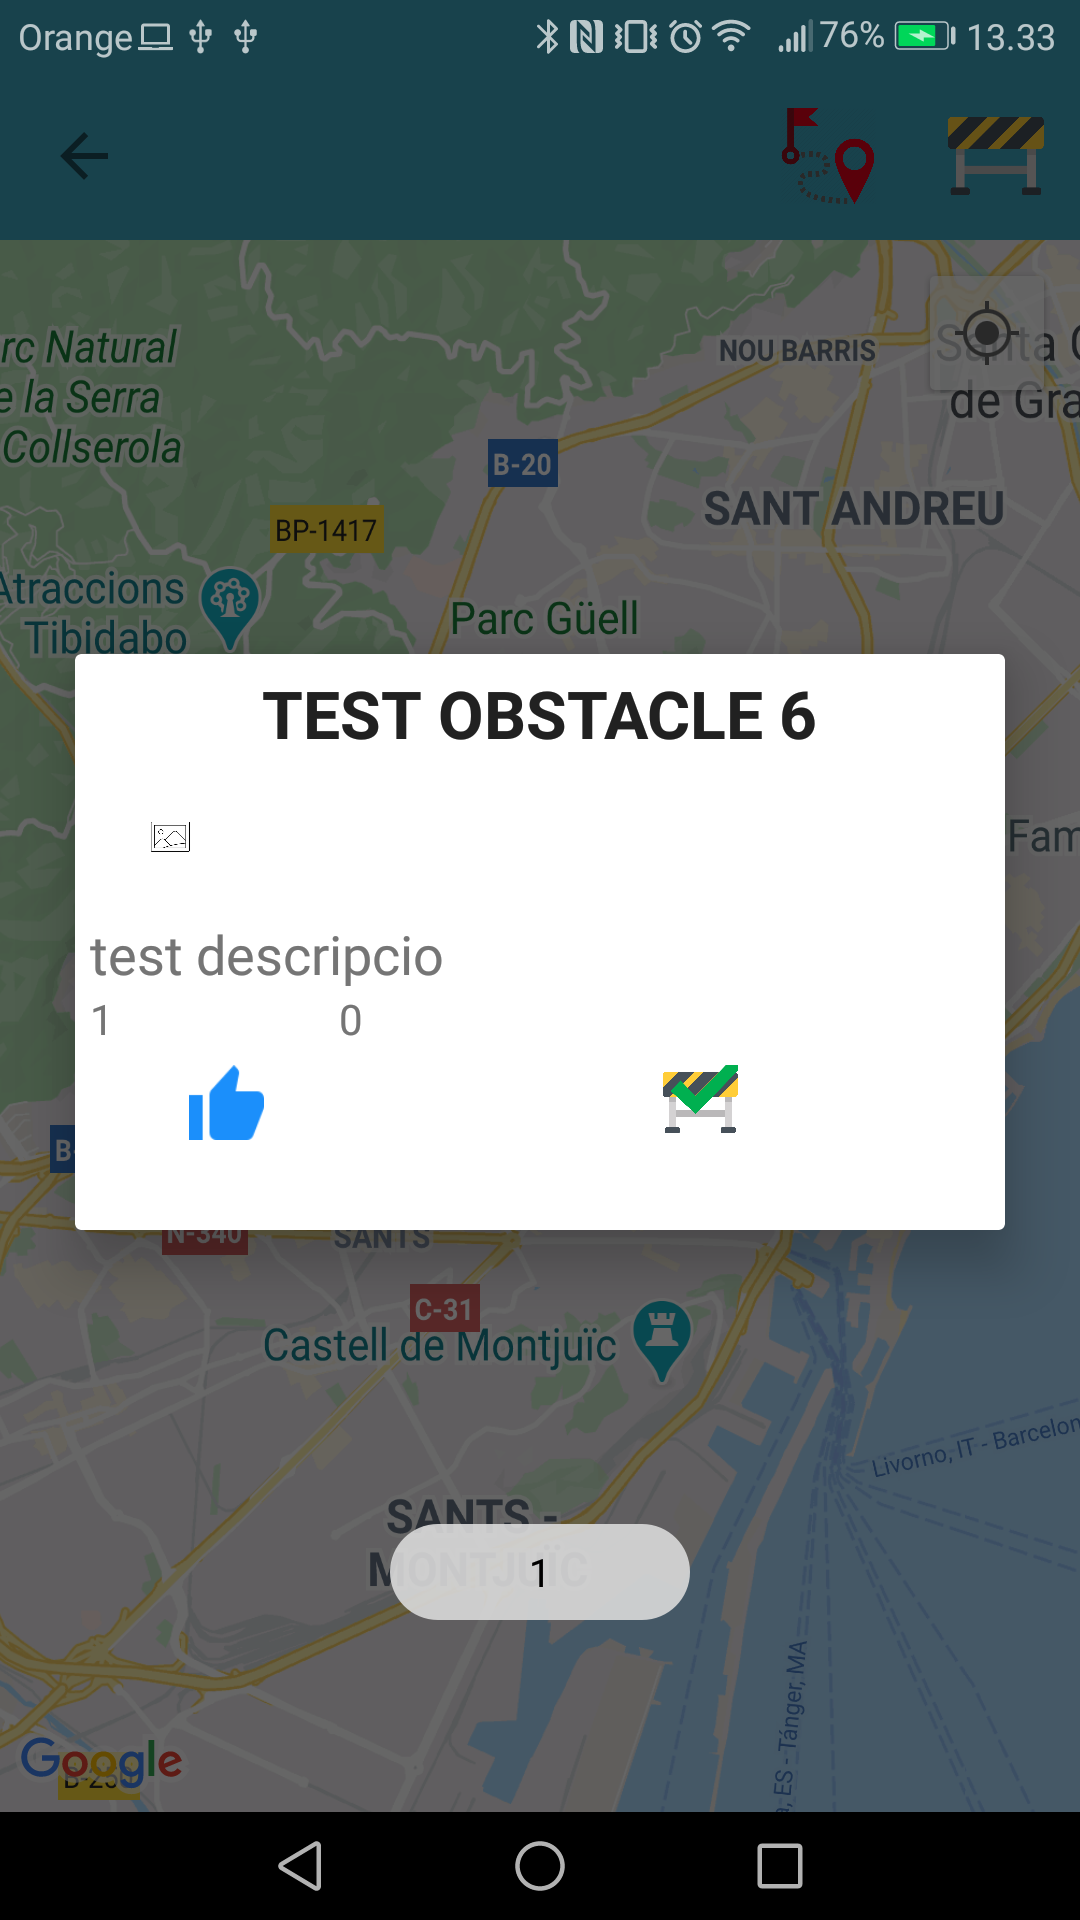 Orange 76% 13.33
rc Natural
e la Serra
Collserola
NOU BARRIS
Santa C
de Gra
B-20
BP-1417
SANT ANDREU
Atraccions
Tibidabo
Parc Güell
TEST OBSTACLE 6
Fam
test descripcio
1 0
B-
N-340
SANTS
C-31
Castell de Montjuïc
Livorno, IT - Barcelon
SANTS -
MONTJUÏC
1
a, ES - Tánger, MA
Google